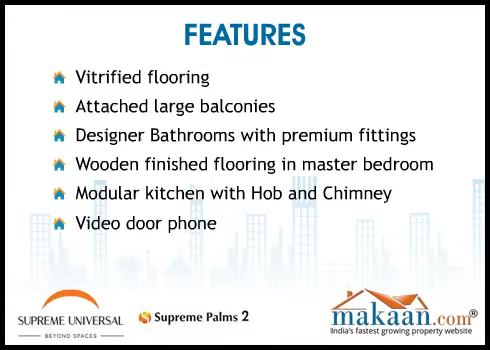 FEATURES
Vitrified flooring
Attached large balconies
Designer Bathrooms with premium fittings
Wooden finished flooring in master bedroom
Modular kitchen with Hob and Chimney
Video door phone
SUPREME UNIVERSAL
BEYOND SPACES
Supreme Palms 2
makaan.com®
India's fastest growing property website